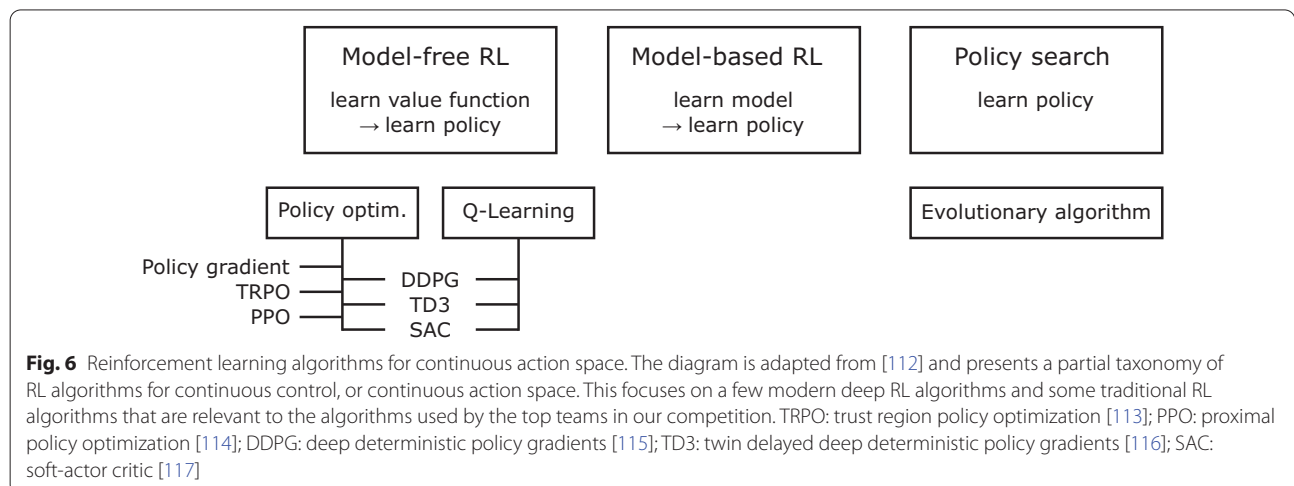 Model-free RL
learn value function
→ learn policy
Model-based RL
learn model
→ learn policy
Policy search
learn policy
Policy optim.
Q-Learning
Evolutionary algorithm
Policy gradient
TRPO
PPO
DDPG
TD3
SAC
Fig. 6 Reinforcement learning algorithms for continuous action space. The diagram is adapted from [112] and presents a partial taxonomy of
RL algorithms for continuous control, or continuous action space. This focuses on a few modern deep RL algorithms and some traditional RL
algorithms that are relevant to the algorithms used by the top teams in our competition. TRPO: trust region policy optimization [113]; PPO: proximal
policy optimization [114]; DDPG: deep deterministic policy gradients [115]; TD3: twin delayed deep deterministic policy gradients [116]; SAC:
soft-actor critic [117]